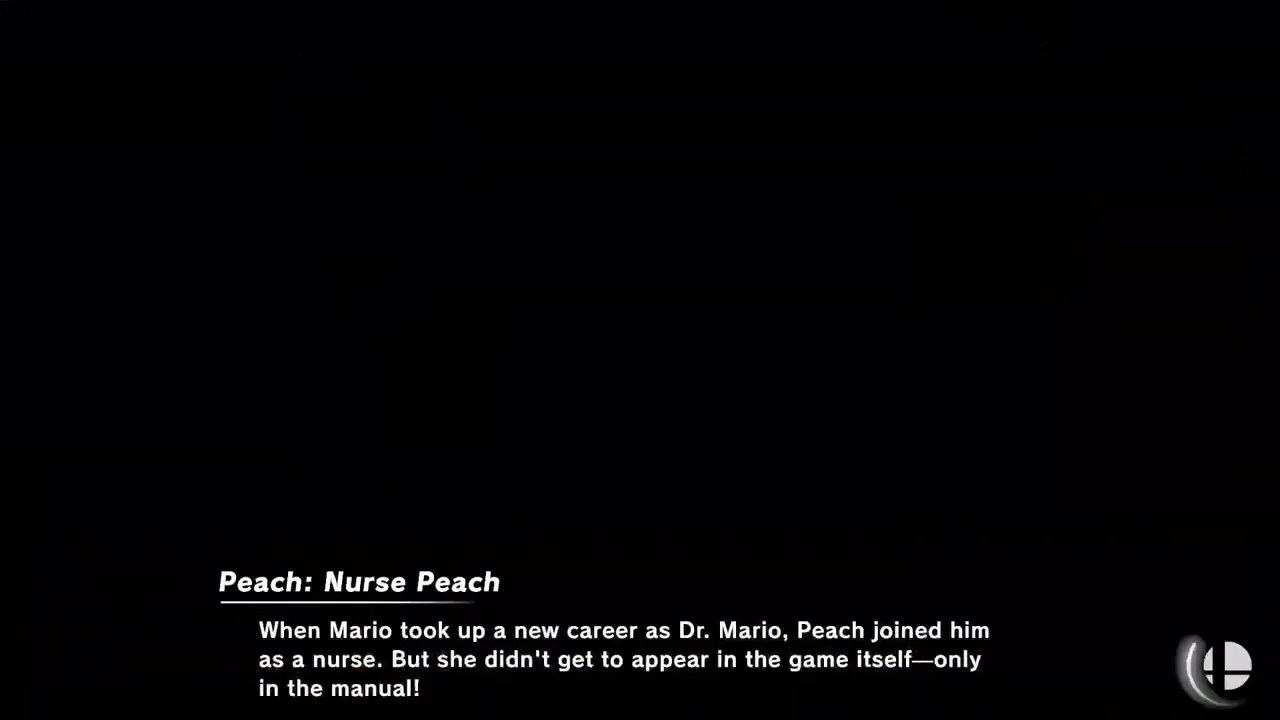 Peach: Nurse Peach
When Mario took up a new career as Dr. Mario, Peach joined him
as a nurse. But she didn't get to appear in the game itself—only
in the manual!